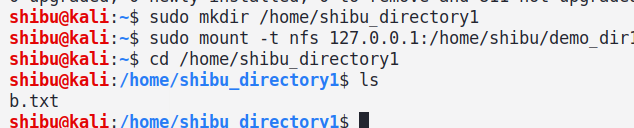 0 upgraded, 0 newly installed, 0 to remove and 811 not upgraded
shibu@kali:~$ sudo mkdir /home/shibu_directory1
shibu@kali:~$ sudo mount -t nfs 127.0.0.1:/home/shibu/demo_dir1
shibu@kali:~$ cd /home/shibu_directory1
shibu@kali:/home/shibu_directory1$ ls
b.txt
shibu@kali:/home/shibu_directory1$